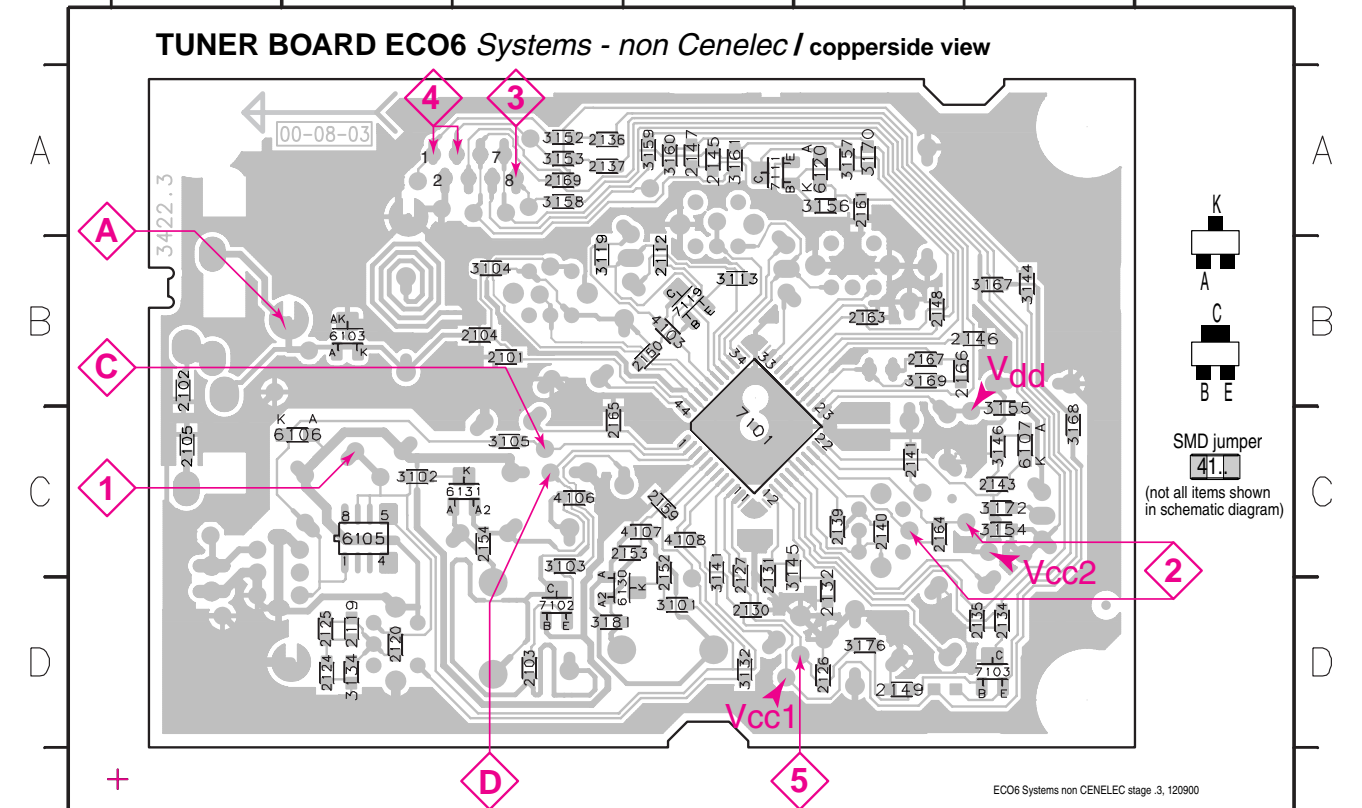 TUNER BOARD ECO6 Systems - non Cenelec / copperside view
4
3
00-08-03
3422.3
A
A
1
2
7
8
3152
3153
2169
3158
2136
2137
3159
3160
2147
2145
3161
C
7111
E
B
A
6120
K
3157
3170
3156
2161
A
K
A
C
B E
3104
3119
2112
3113
C
7119
B
E
4103
2150
2163
2148
3167
3144
2146
2167
3169
2166
B
B
AK
6103
A K
2104
2101
C
2102
2105
34
33
44
1
7101
23
22
11
12
Vdd
3155
3168
3146
6107
A
K
K A
6106
3105
2165
2141
2143
3172
3154
C
C
1
3102
K
6131
A A2
4106
2159
8 5
6105
1 4
2154
4107
4108
2153
2139
2140
2164
Vcc2
2
3103
2152
3141
2127
2131
3145
2132
A
A2
6130
K
C
7102
B E
3101
2130
3181
2135
2134
D
D
2125
2119
2120
2124
3134
2103
3132
2126
3176
2149
C
7103
B E
Vcc1
D
5
SMD jumper
41..
(not all items shown
in schematic diagram)
ECO6 Systems non CENELEC stage .3, 120900